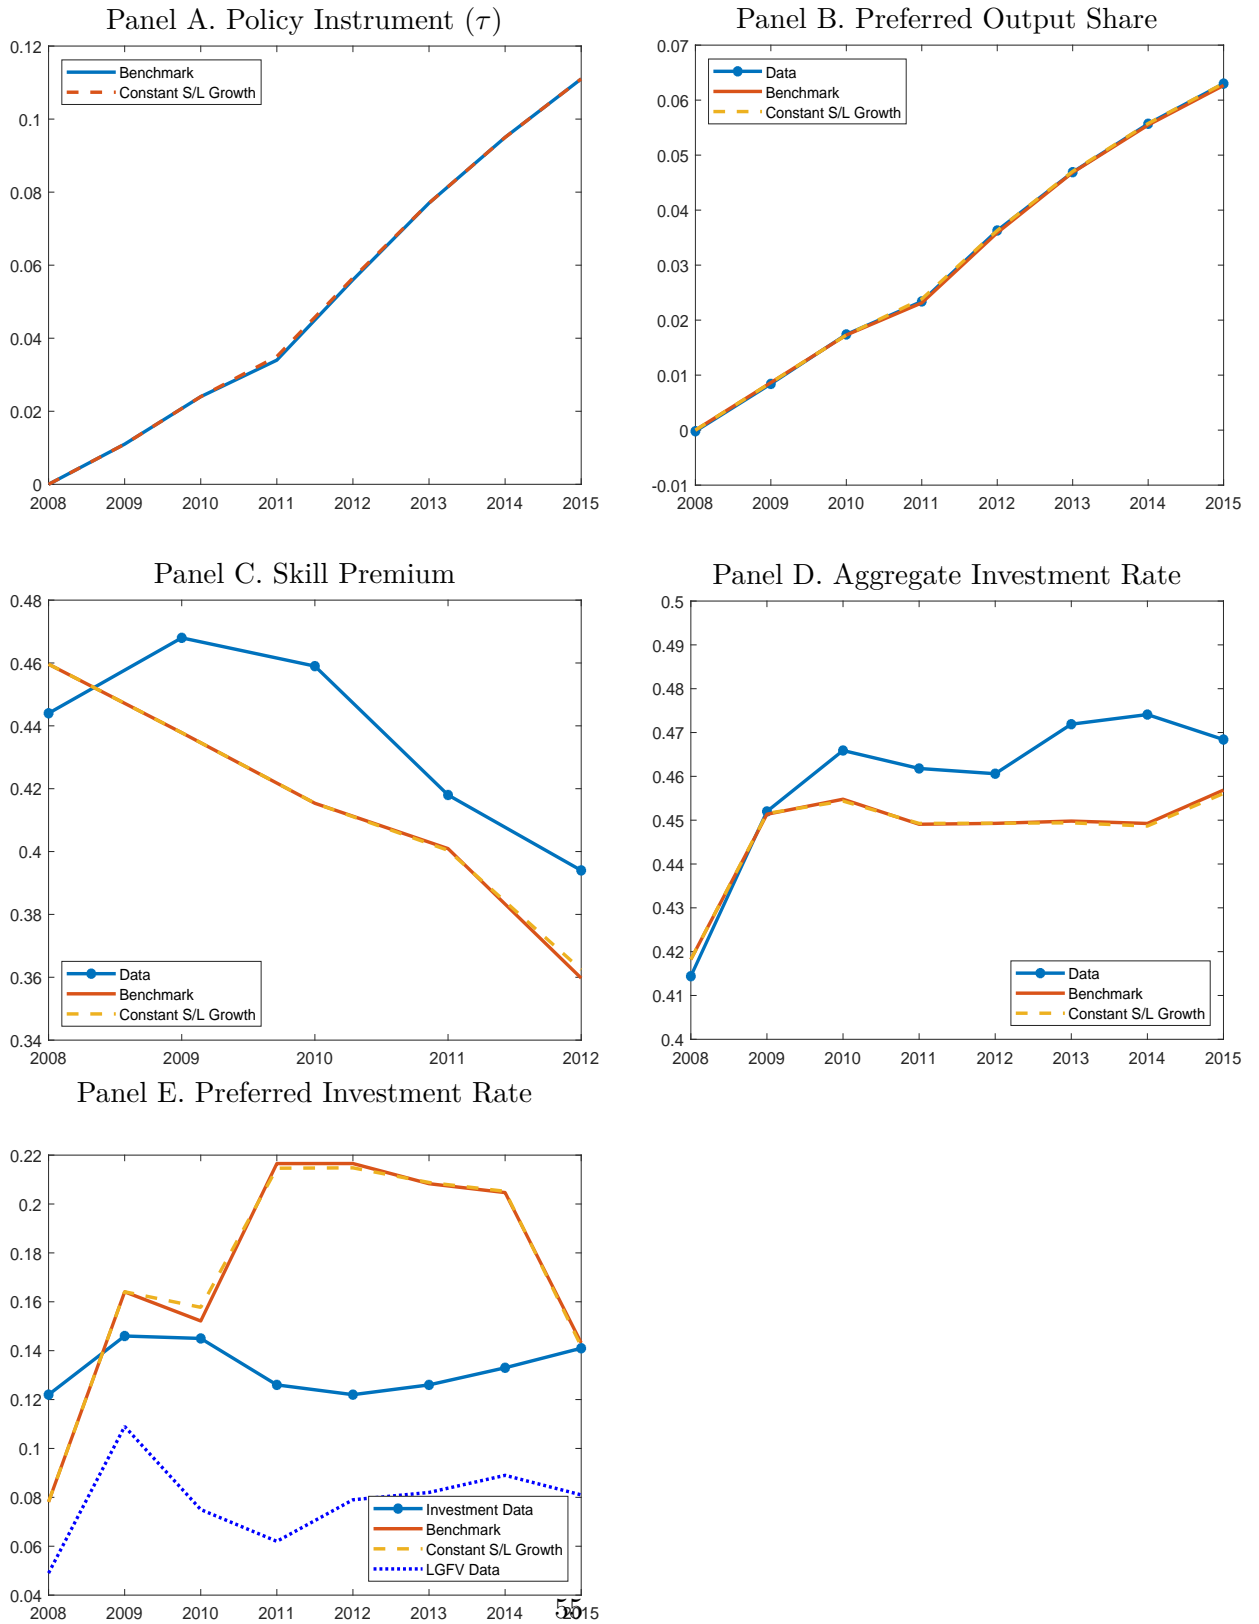 Panel A. Policy Instrument (τ)
0.12
0.1
0.08
0.06
0.04
0.02
0
2008 2009 2010 2011 2012 2013 2014 2015
Benchmark
Constant S/L Growth
Panel B. Preferred Output Share
0.07
0.06
0.05
0.04
0.03
0.02
0.01
0
-0.01
2008 2009 2010 2011 2012 2013 2014 2015
Data
Benchmark
Constant S/L Growth
Panel C. Skill Premium
0.48
0.46
0.44
0.42
0.4
0.38
0.36
0.34
2008 2009 2010 2011 2012
Data
Benchmark
Constant S/L Growth
Panel D. Aggregate Investment Rate
0.5
0.49
0.48
0.47
0.46
0.45
0.44
0.43
0.42
0.41
0.4
2008 2009 2010 2011 2012 2013 2014 2015
Data
Benchmark
Constant S/L Growth
Panel E. Preferred Investment Rate
0.22
0.2
0.18
0.16
0.14
0.12
0.1
0.08
0.06
0.04
2008 2009 2010 2011 2012 2013 2014 2015
Investment Data
Benchmark
Constant S/L Growth
LGFV Data
55